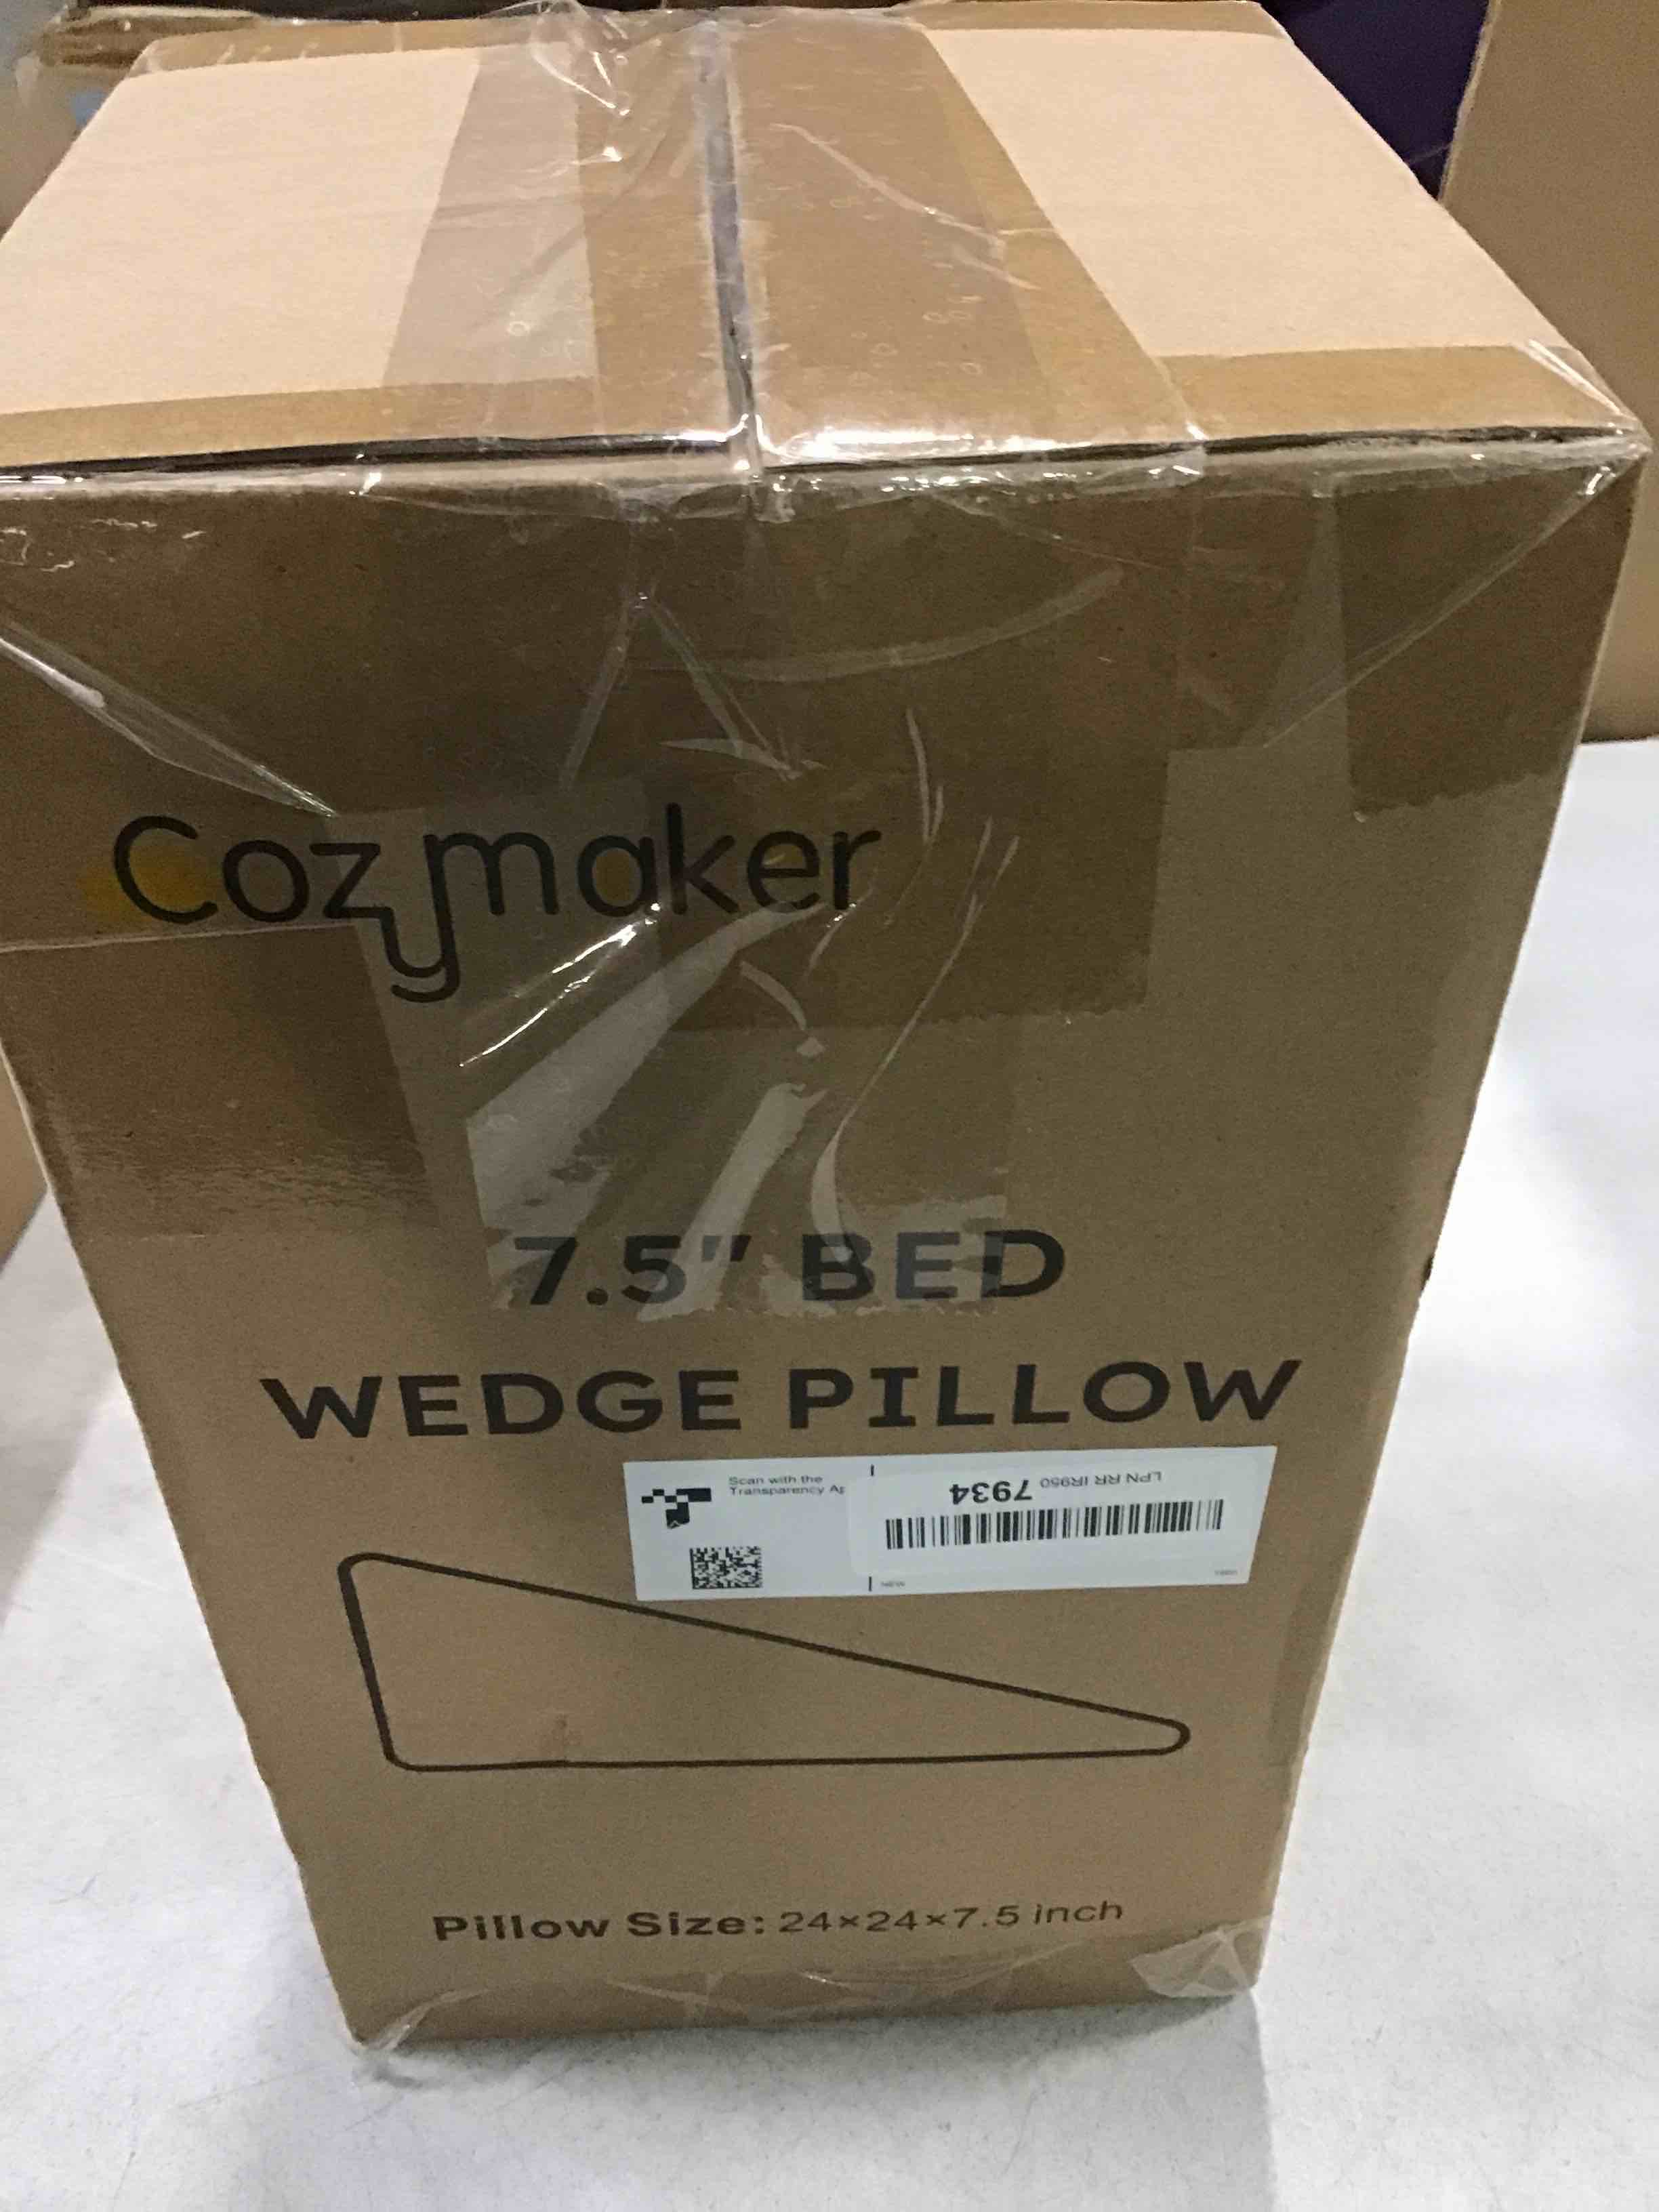 Cozymaker
7.5" BED
WEDGE PILLOW
Scan with the
Transparency Ap
LPN RR IR950 7934
NEW
Pillow Size: 24×24×7.5 inch